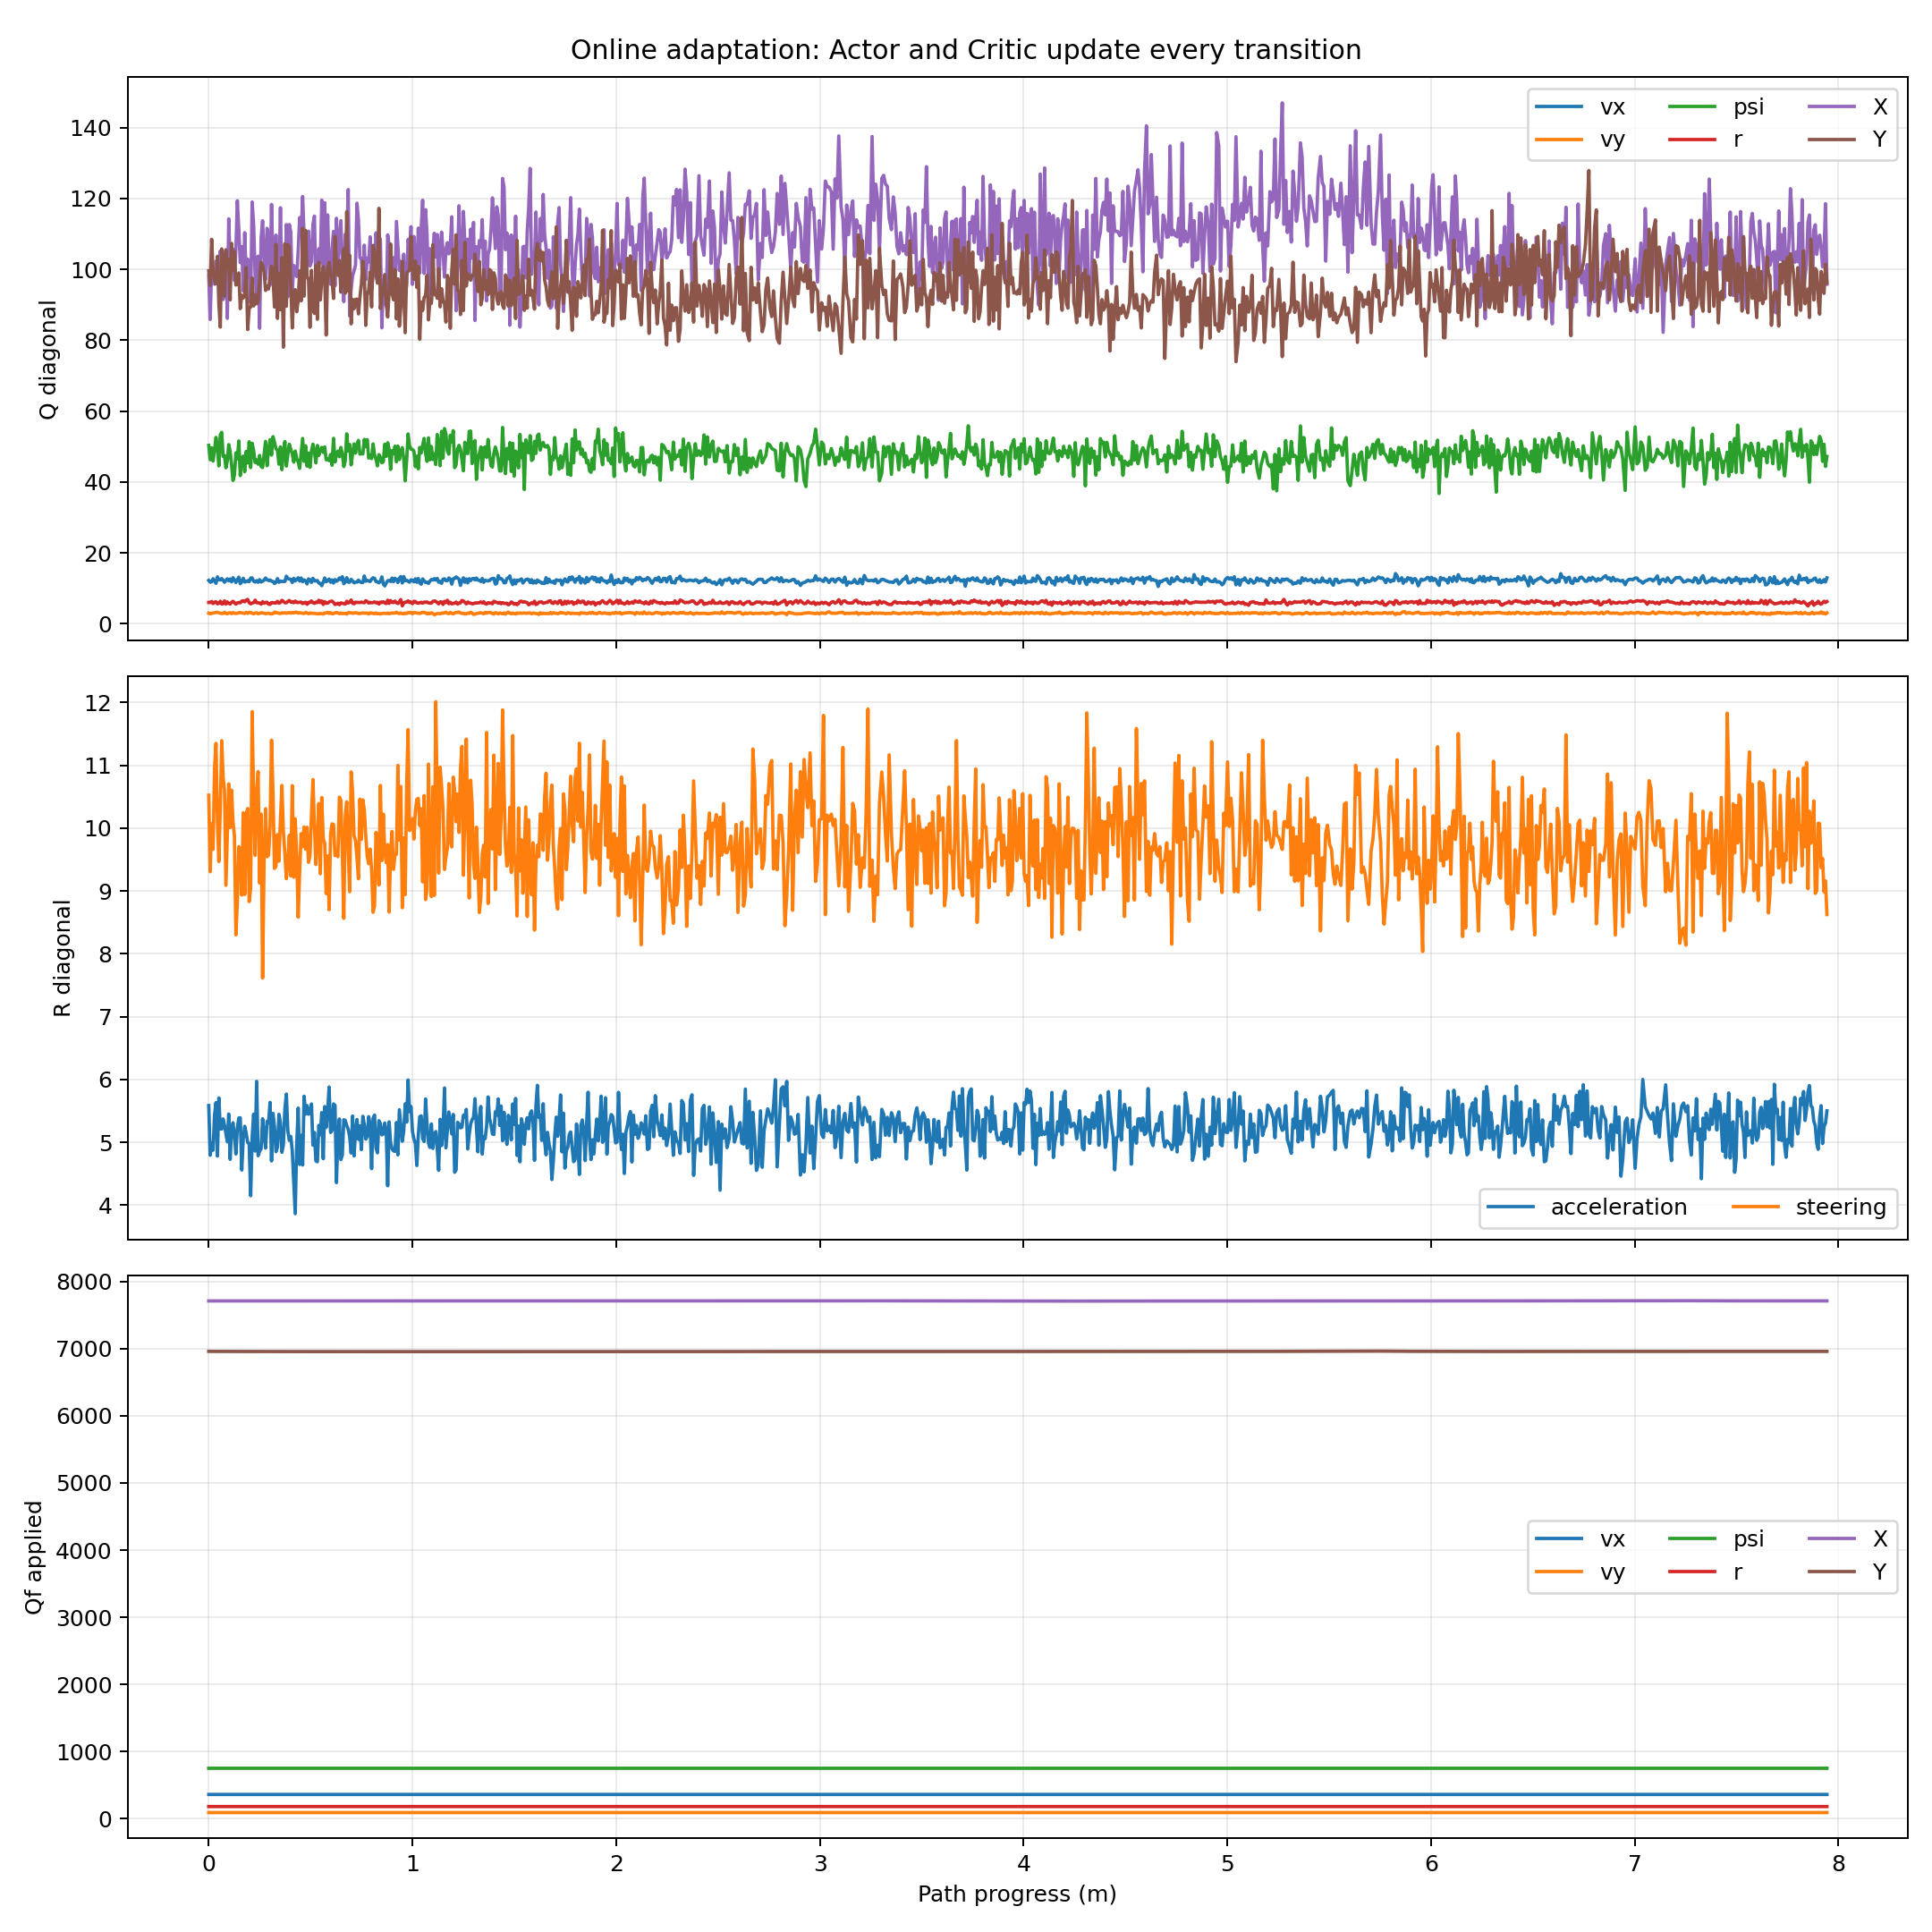 Online adaptation: Actor and Critic update every transition
Q diagonal
140
120
100
80
60
40
20
0
vx psi X
vy r Y
R diagonal
12
11
10
9
8
7
6
5
4
acceleration steering
Qf applied
8000
7000
6000
5000
4000
3000
2000
1000
0
vx psi X
vy r Y
0 1 2 3 4 5 6 7 8
Path progress (m)